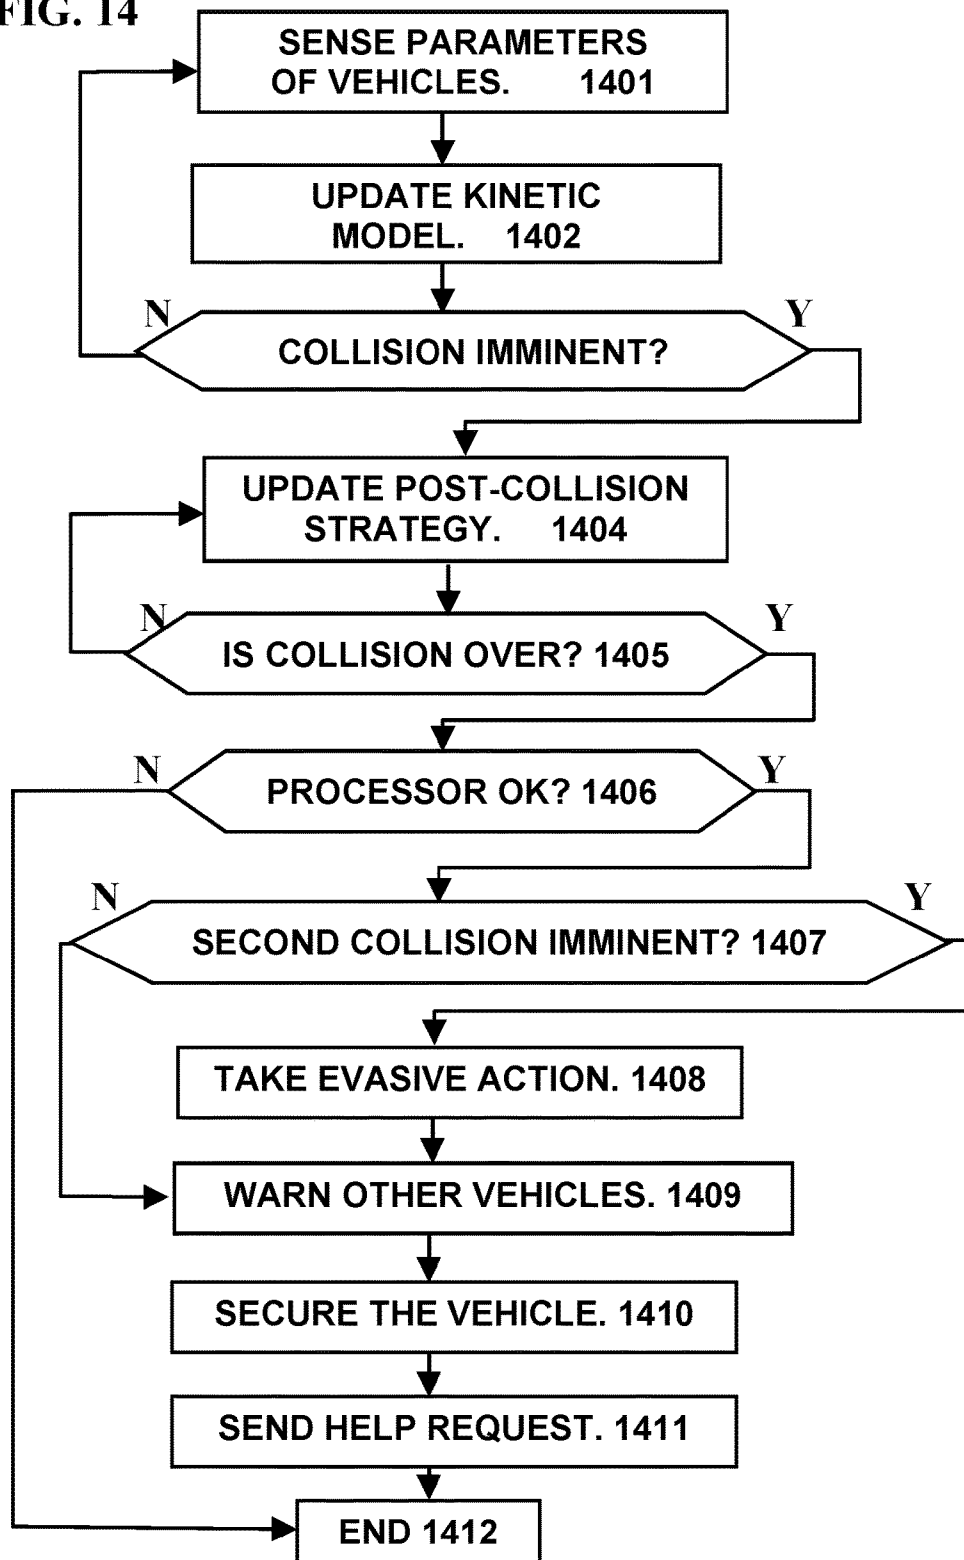 FIG. 14
SENSE PARAMETERS
OF VEHICLES. 1401
UPDATE KINETIC
MODEL. 1402
N
Y
COLLISION IMMINENT?
UPDATE POST-COLLISION
STRATEGY. 1404
N
Y
IS COLLISION OVER? 1405
N
Y
PROCESSOR OK? 1406
N
Y
SECOND COLLISION IMMINENT? 1407
TAKE EVASIVE ACTION. 1408
WARN OTHER VEHICLES. 1409
SECURE THE VEHICLE. 1410
SEND HELP REQUEST. 1411
END 1412